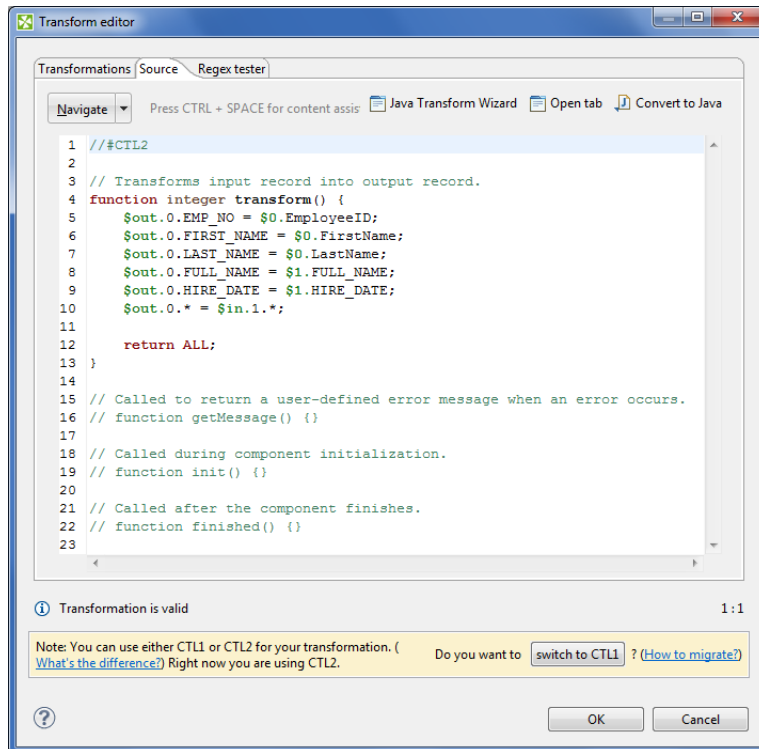 Transform editor
Transformations Source Regex tester
Navigate Press CTRL + SPACE for content assis Java Transform Wizard Open tab Convert to Java
1 //#CTL2
2
3 // Transforms input record into output record.
4 function integer transform() {
5 $out.0.EMP_NO = $0.EmployeeID;
6 $out.0.FIRST_NAME = $0.FirstName;
7 $out.0.LAST_NAME = $0.LastName;
8 $out.0.FULL_NAME = $1.FULL_NAME;
9 $out.0.HIRE_DATE = $1.HIRE_DATE;
10 $out.0.* = $in.1.*;
11
12 return ALL;
13 }
14
15 // Called to return a user-defined error message when an error occurs.
16 // function getMessage() {}
17
18 // Called during component initialization.
19 // function init() {}
20
21 // Called after the component finishes.
22 // function finished() {}
23
Transformation is valid 1:1
Note: You can use either CTL1 or CTL2 for your transformation. (
What's the difference?) Right now you are using CTL2.
Do you want to switch to CTL1 ? (How to migrate?)
? OK Cancel